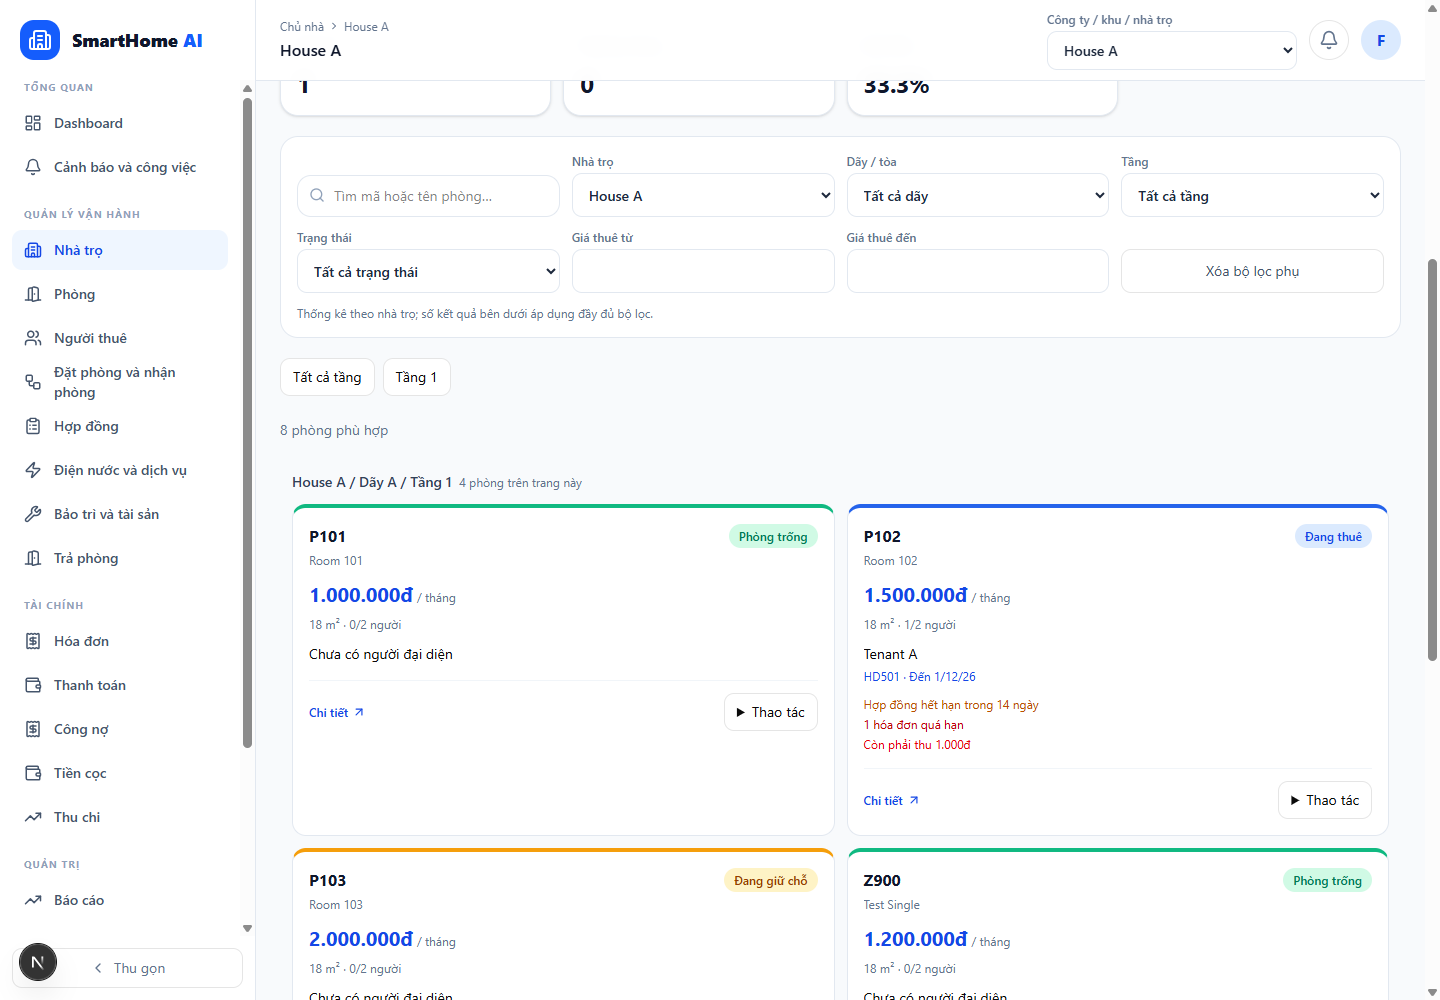 SmartHome AI
TỔNG QUAN
Dashboard
Cảnh báo và công việc
QUẢN LÝ VẬN HÀNH
Nhà trọ
Phòng
Người thuê
Đặt phòng và nhận
phòng
Hợp đồng
Điện nước và dịch vụ
Bảo trì và tài sản
Trả phòng
TÀI CHÍNH
Hóa đơn
Thanh toán
Công nợ
Tiền cọc
Thu chi
QUẢN TRỊ
Báo cáo
N
Thu gọn
Chủ nhà > House A
House A
Công ty / khu / nhà trọ
House A
F
1
0
33.3%
Tìm mã hoặc tên phòng...
Nhà trọ
House A
Dãy / tòa
Tất cả dãy
Tầng
Tất cả tầng
Trạng thái
Tất cả trạng thái
Giá thuê từ
Giá thuê đến
Xóa bộ lọc phụ
Thống kê theo nhà trọ; số kết quả bên dưới áp dụng đầy đủ bộ lọc.
Tất cả tầng
Tầng 1
8 phòng phù hợp
House A / Dãy A / Tầng 1 4 phòng trên trang này
P101
Phòng trống
Room 101
1.000.000đ / tháng
18 m² · 0/2 người
Chưa có người đại diện
Chi tiết
Thao tác
P102
Đang thuê
Room 102
1.500.000đ / tháng
18 m² · 1/2 người
Tenant A
HD501 · Đến 1/12/26
Hợp đồng hết hạn trong 14 ngày
1 hóa đơn quá hạn
Còn phải thu 1.000đ
Chi tiết
Thao tác
P103
Đang giữ chỗ
Room 103
2.000.000đ / tháng
18 m² · 0/2 người
Chưa có người đại diện
Z900
Phòng trống
Test Single
1.200.000đ / tháng
18 m² · 0/2 người
Chưa có người đại diện